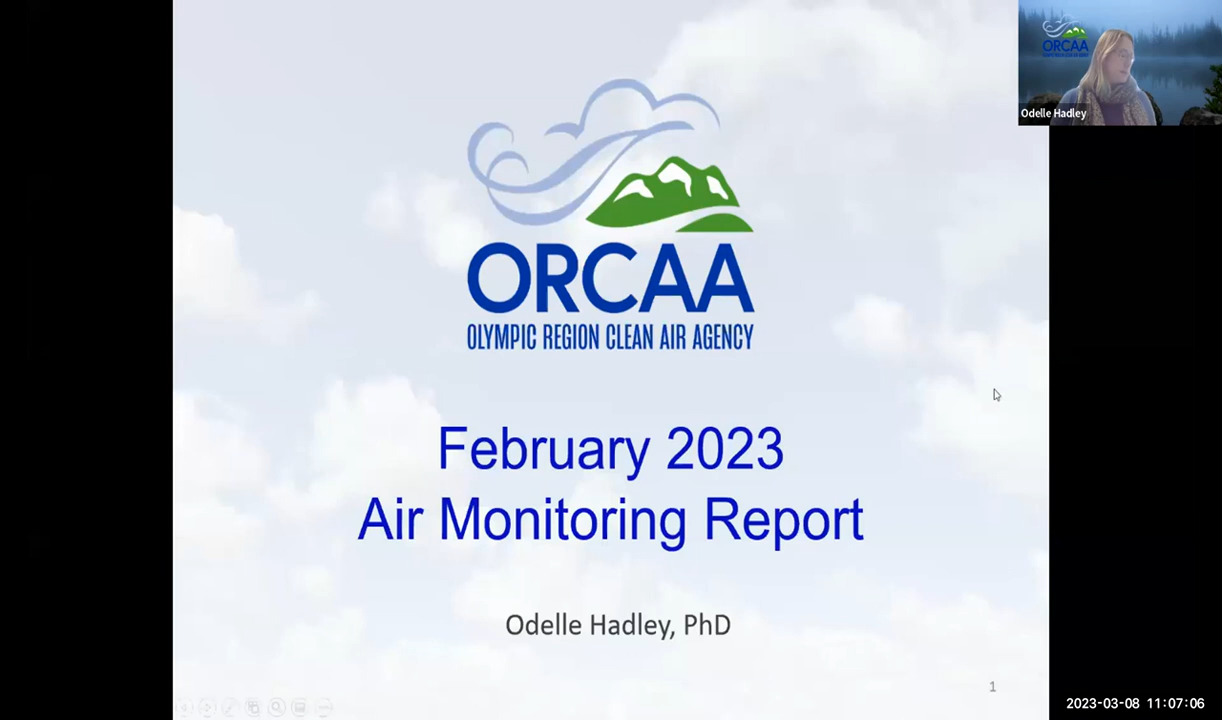 ORCAA
OLYMPIC REGION CLEAN AIR AGENCY
February 2023
Air Monitoring Report
Odelle Hadley, PhD
1
ORCAA
Odelle Hadley
2023-03-08 11:07:06